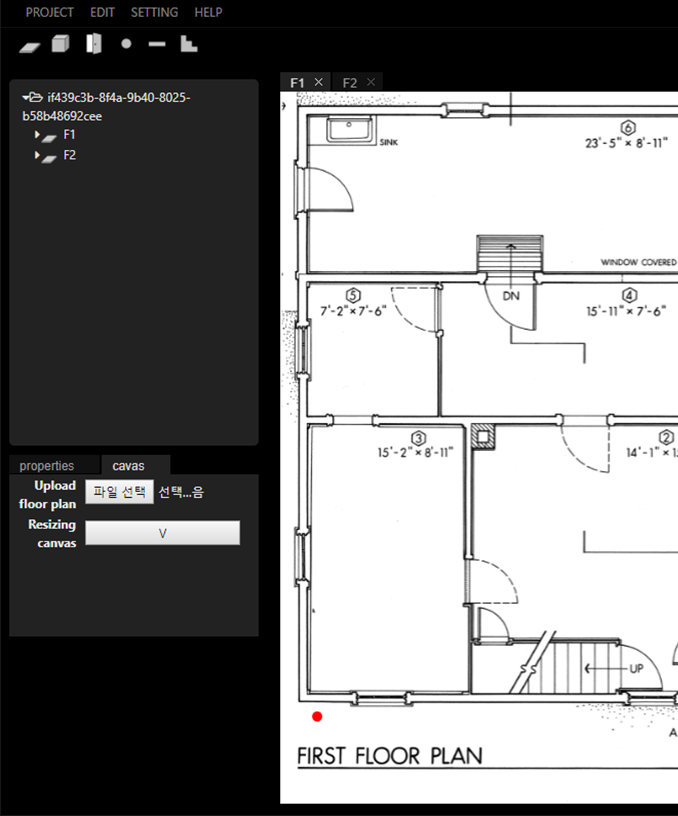 PROJECT EDIT SETTING HELP
if439c3b-8f4a-9b40-8025-
b58b48692cee
F1
F2
properties cavas
Upload
floor plan
파일 선택 선택...음
Resizing
canvas
V
F1 × F2 ×
SINK
6
23'-5" × 8'-11"
WINDOW COVERED
DN
5
7'-2" × 7'-6"
4
15'-11" × 7'-6"
3
15'-2" × 8'-11"
2
14'-1" ×
UP
A
FIRST FLOOR PLAN